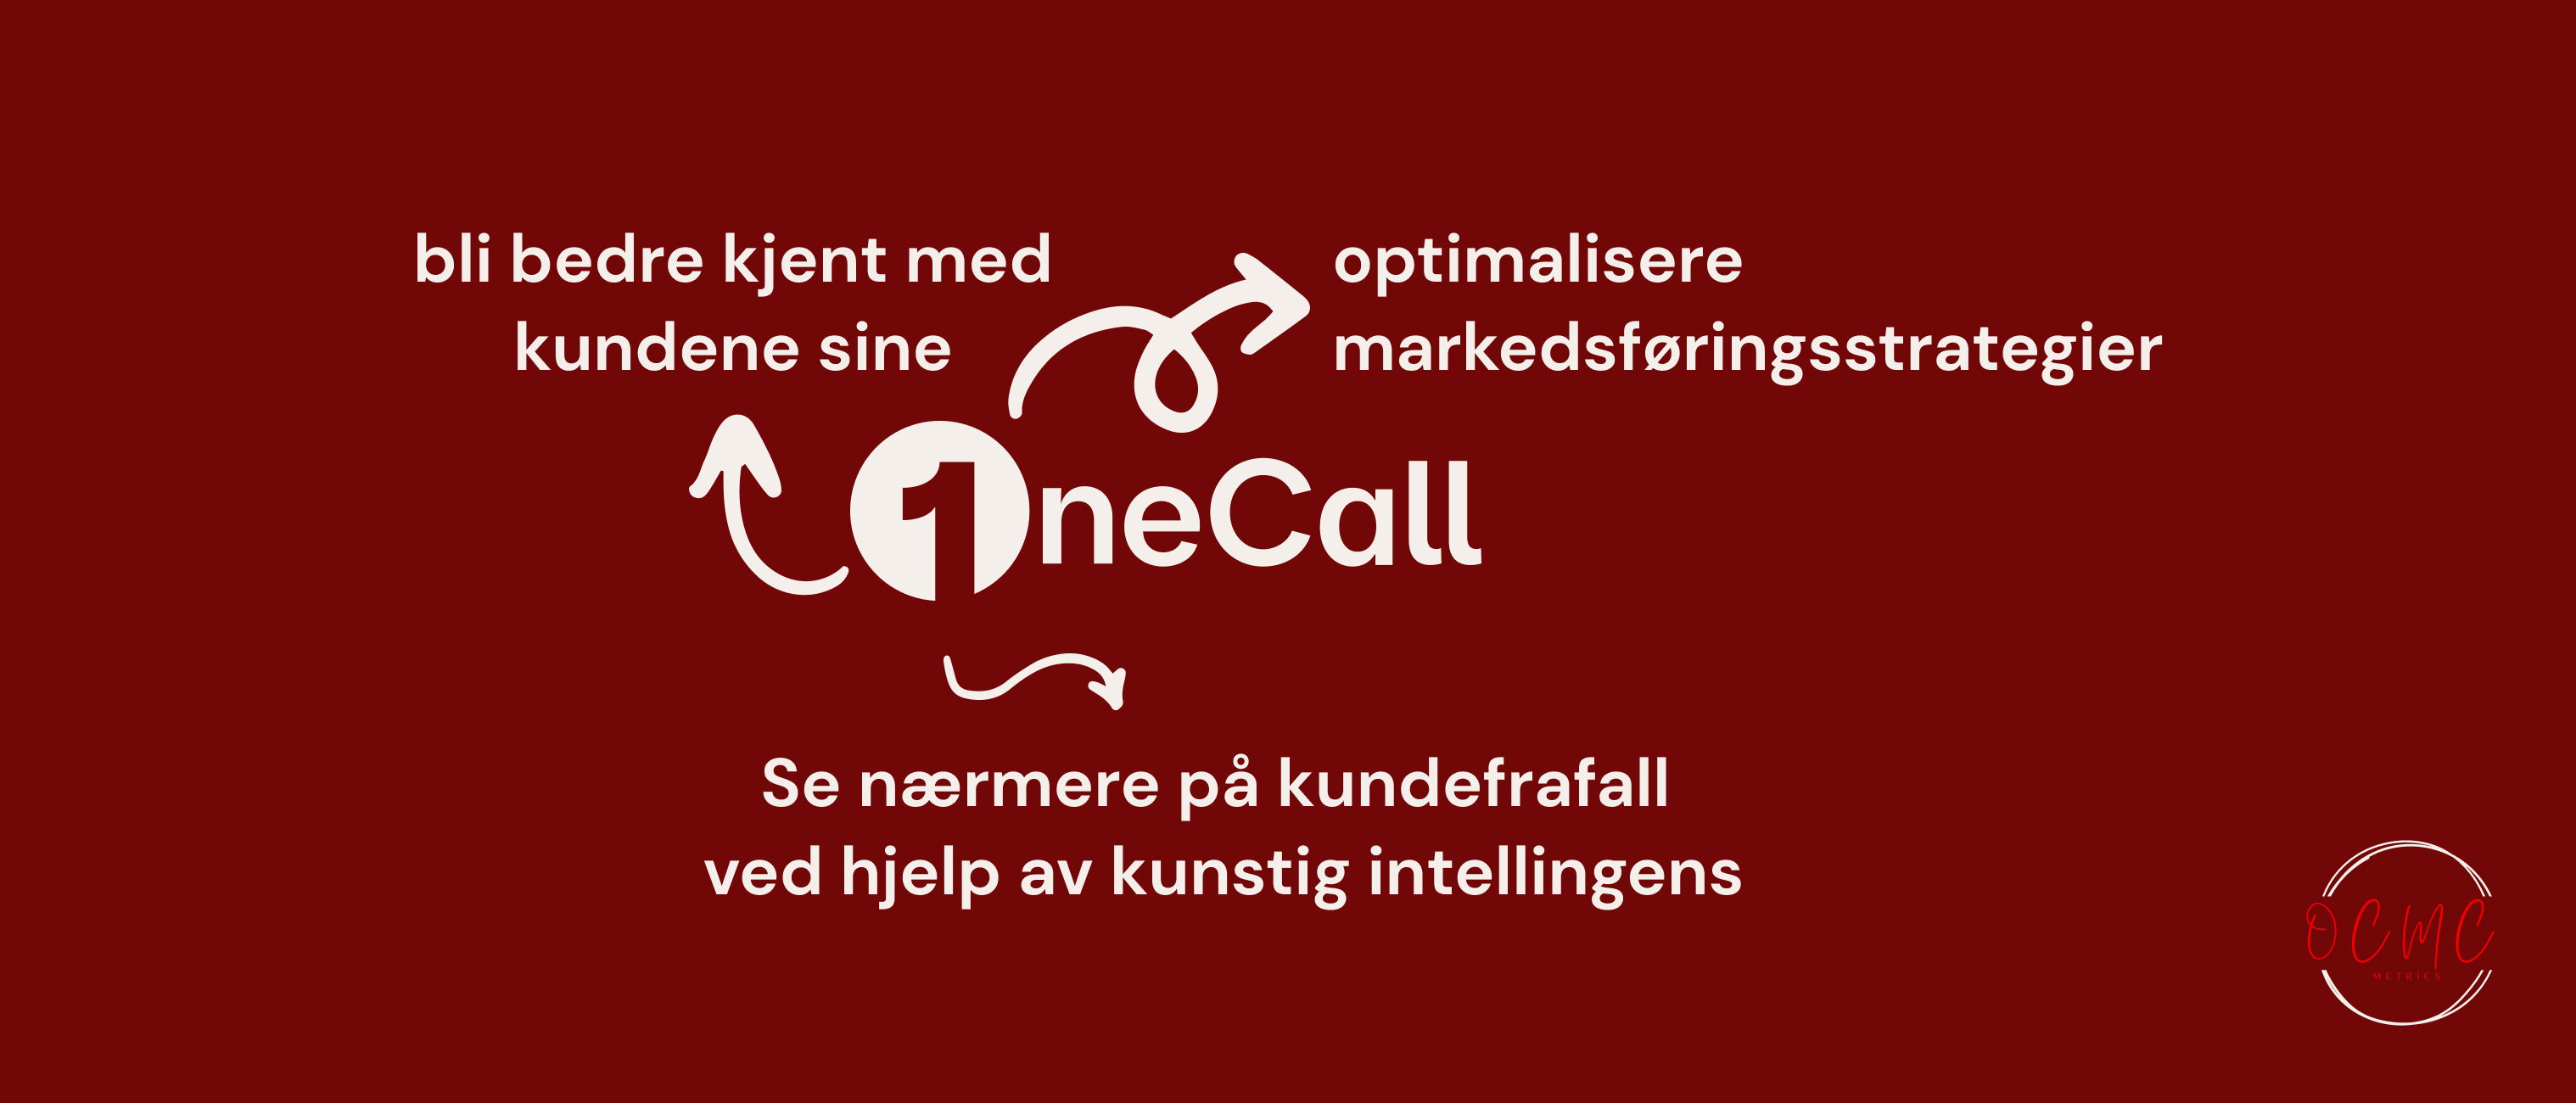 bli bedre kjent med
kundene sine
optimalisere
markedsføringsstrategier
1neCall
Se nærmere på kundefrafall
ved hjelp av kunstig intellingens
OCMC
METRICS